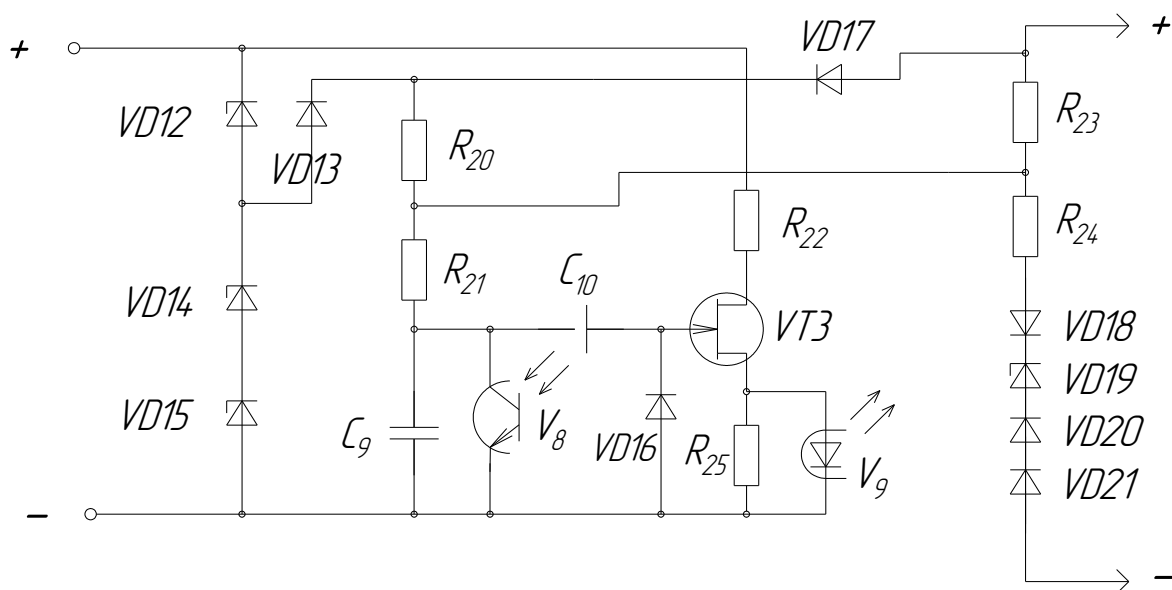 +
VD12
VD13
VD14
VD15
R20
R21
C9
C10
V8
VD16
VD17
R22
VT3
R25
V9
+
R23
R24
VD18
VD19
VD20
VD21
−
−